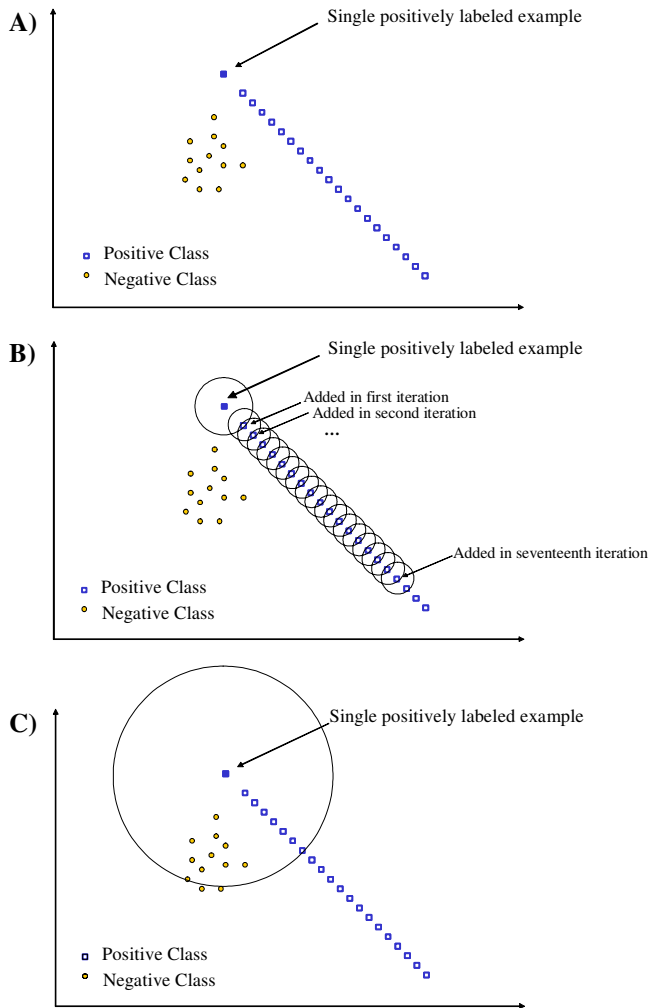 A)
Single positively labeled example
Positive Class
Negative Class
B)
Single positively labeled example
Added in first iteration
Added in second iteration
...
Added in seventeenth iteration
Positive Class
Negative Class
C)
Single positively labeled example
Positive Class
Negative Class